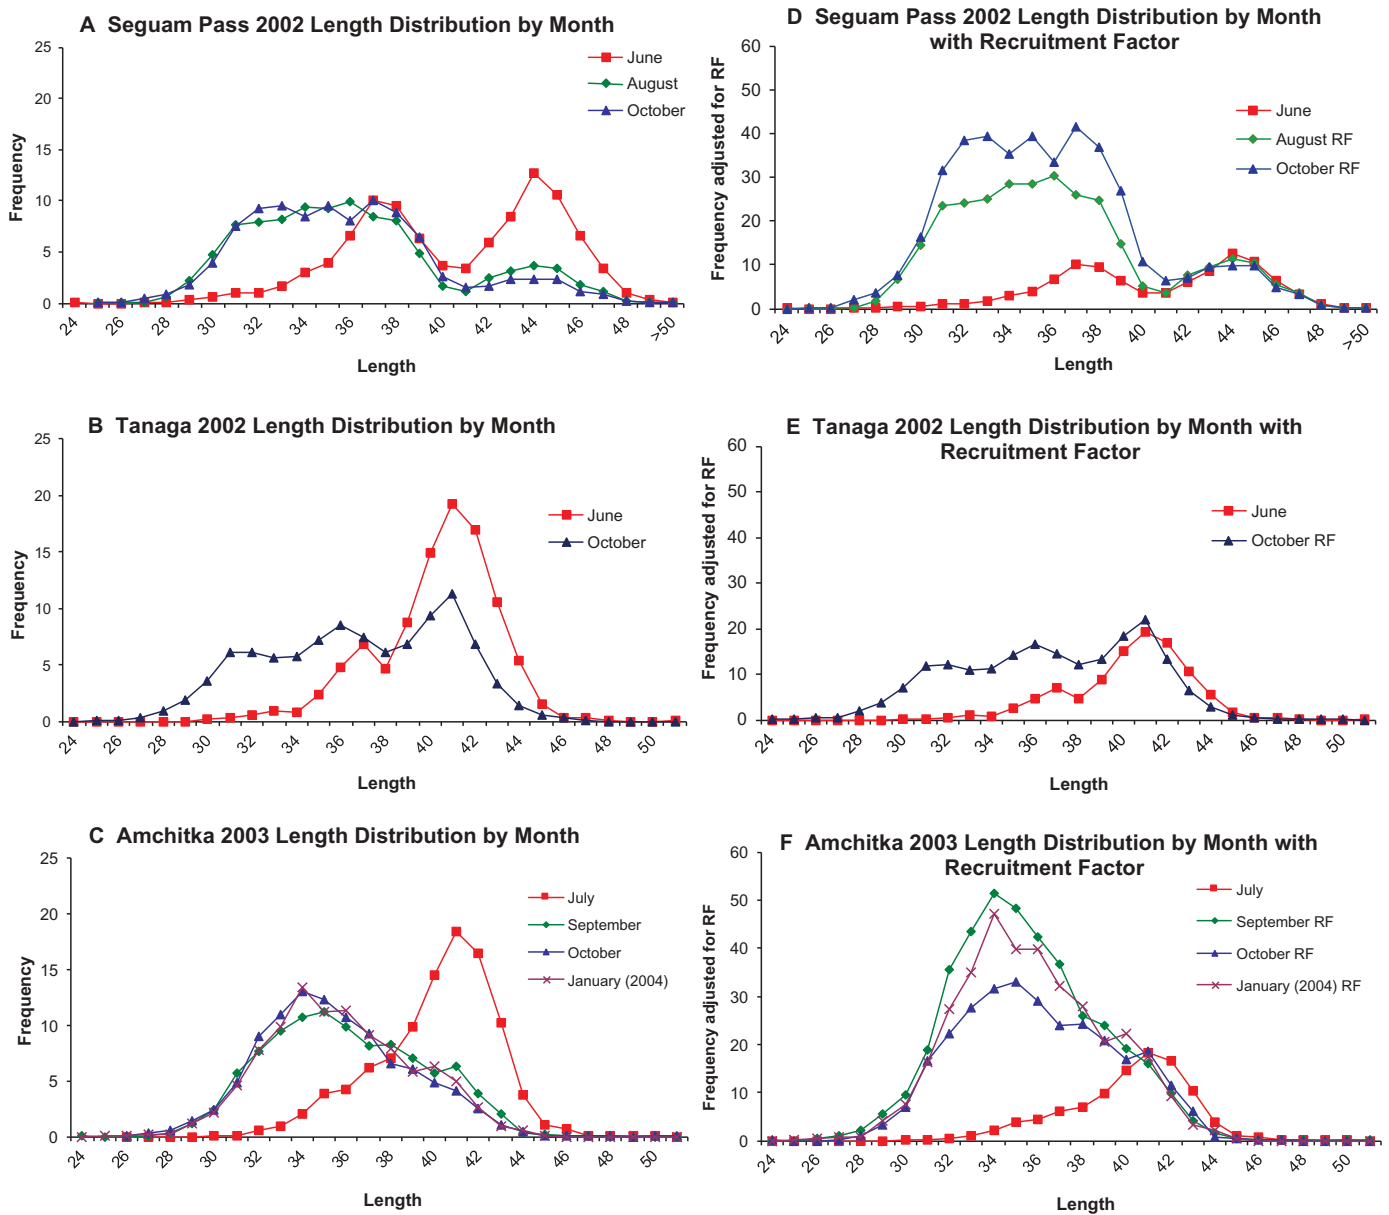 A Seguam Pass 2002 Length Distribution by Month
25
20
15
10
5
0
Frequency
June
August
October
24 26 28 30 32 34 36 38 40 42 44 46 48 >50
Length
D Seguam Pass 2002 Length Distribution by Month
with Recruitment Factor
60
50
40
30
20
10
0
Frequency adjusted for RF
June
August RF
October RF
24 26 28 30 32 34 36 38 40 42 44 46 48 >50
Length
B Tanaga 2002 Length Distribution by Month
25
20
15
10
5
0
Frequency
June
October
24 26 28 30 32 34 36 38 40 42 44 46 48 50
Length
E Tanaga 2002 Length Distribution by Month with
Recruitment Factor
60
50
40
30
20
10
0
Frequency adjusted for RF
June
October RF
24 26 28 30 32 34 36 38 40 42 44 46 48 50
Length
C Amchitka 2003 Length Distribution by Month
25
20
15
10
5
0
Frequency
July
September
October
January (2004)
24 26 28 30 32 34 36 38 40 42 44 46 48 50
Length
F Amchitka 2003 Length Distribution by Month with
Recruitment Factor
60
50
40
30
20
10
0
Frequency adjusted for RF
July
September RF
October RF
January (2004) RF
24 26 28 30 32 34 36 38 40 42 44 46 48 50
Length